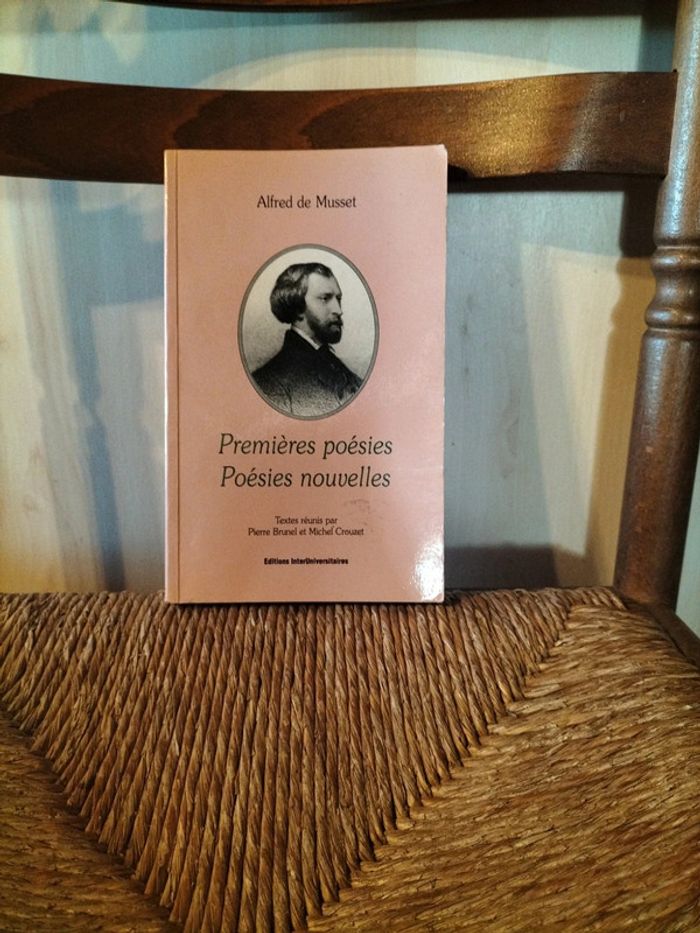 Alfred de Musset
Premières poésies
Poésies nouvelles
Textes réunis par
Pierre Brunel et Michel Crouzet
Editions InterUniversitaires